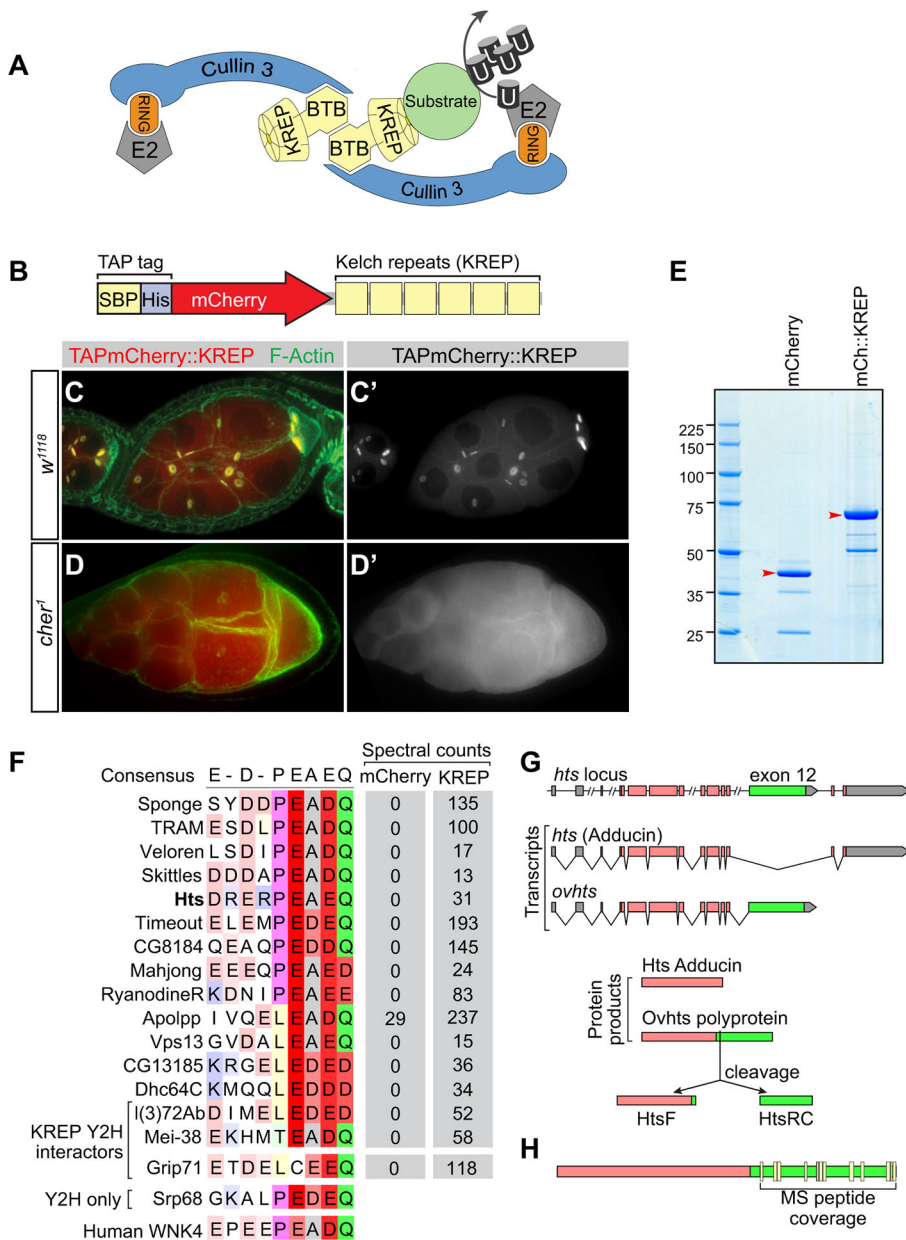 A
Cullin 3
RING
E2
KREP
BTB
BTB
KREP
Substrate
U
U
U
U
E2
RING
Cullin 3
B
TAP tag
Kelch repeats (KREP)
SBP His mCherry
TAPmCherry::KREP F-Actin
TAPmCherry::KREP
w1118
C
C'
cher1
D
D'
E
mCherry
mCh::KREP
225
150
100
75
50
35
25
F
Spectral counts
Consensus E - D - P E A E Q mCherry KREP
Sponge S Y D D P E A D Q 0 135
TRAM E S D L P E A D Q 0 100
Veloren L S D I P E A D Q 0 17
Skittles D D D A P E A D Q 0 13
Hts D R E R P E A E Q 0 31
Timeout E L E M P E D E Q 0 193
CG8184 Q E A Q P E D D Q 0 145
Mahjong E E E Q P E A E D 0 24
RyanodineR K D N I P E A E E 0 83
Apolpp I V Q E L E A D Q 29 237
Vps13 G V D A L E A E Q 0 15
CG13185 K R G E L E D E D 0 36
Dhc64C K M Q Q L E D D D 0 34
l(3)72Ab D I M E L E D E D 0 52
KREP Y2H interactors
Mei-38 E K H M T E A D Q 0 58
Grip71 E T D E L C E E Q 0 118
Y2H only Srp68 G K A L P E D E Q
Human WNK4 E P E E P E A D Q
G
hts locus
exon 12
Transcripts
hts (Adducin)
ovhts
Protein products
Hts Adducin
Ovhts polyprotein
cleavage
HtsF
HtsRC
H
MS peptide coverage